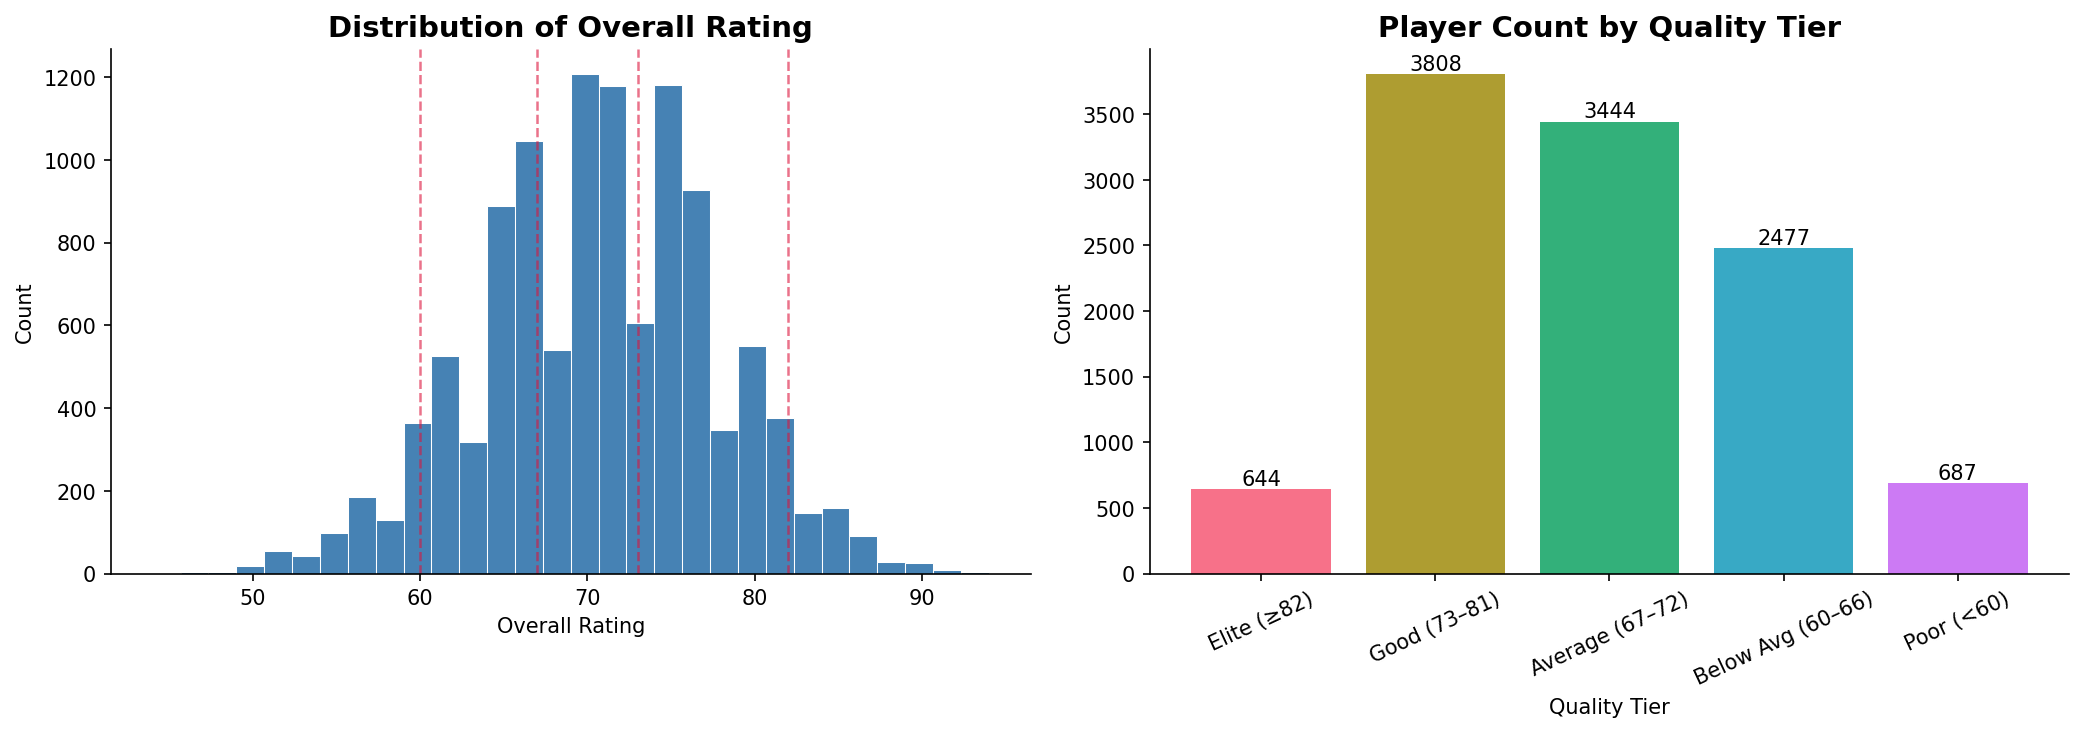 Distribution of Overall Rating
Count
1200
1000
800
600
400
200
0
50 60 70 80 90
Overall Rating
Player Count by Quality Tier
Count
3500
3000
2500
2000
1500
1000
500
0
644 3808 3444 2477 687
Elite (≥82)
Good (73–81)
Average (67–72)
Below Avg (60–66)
Poor (<60)
Quality Tier